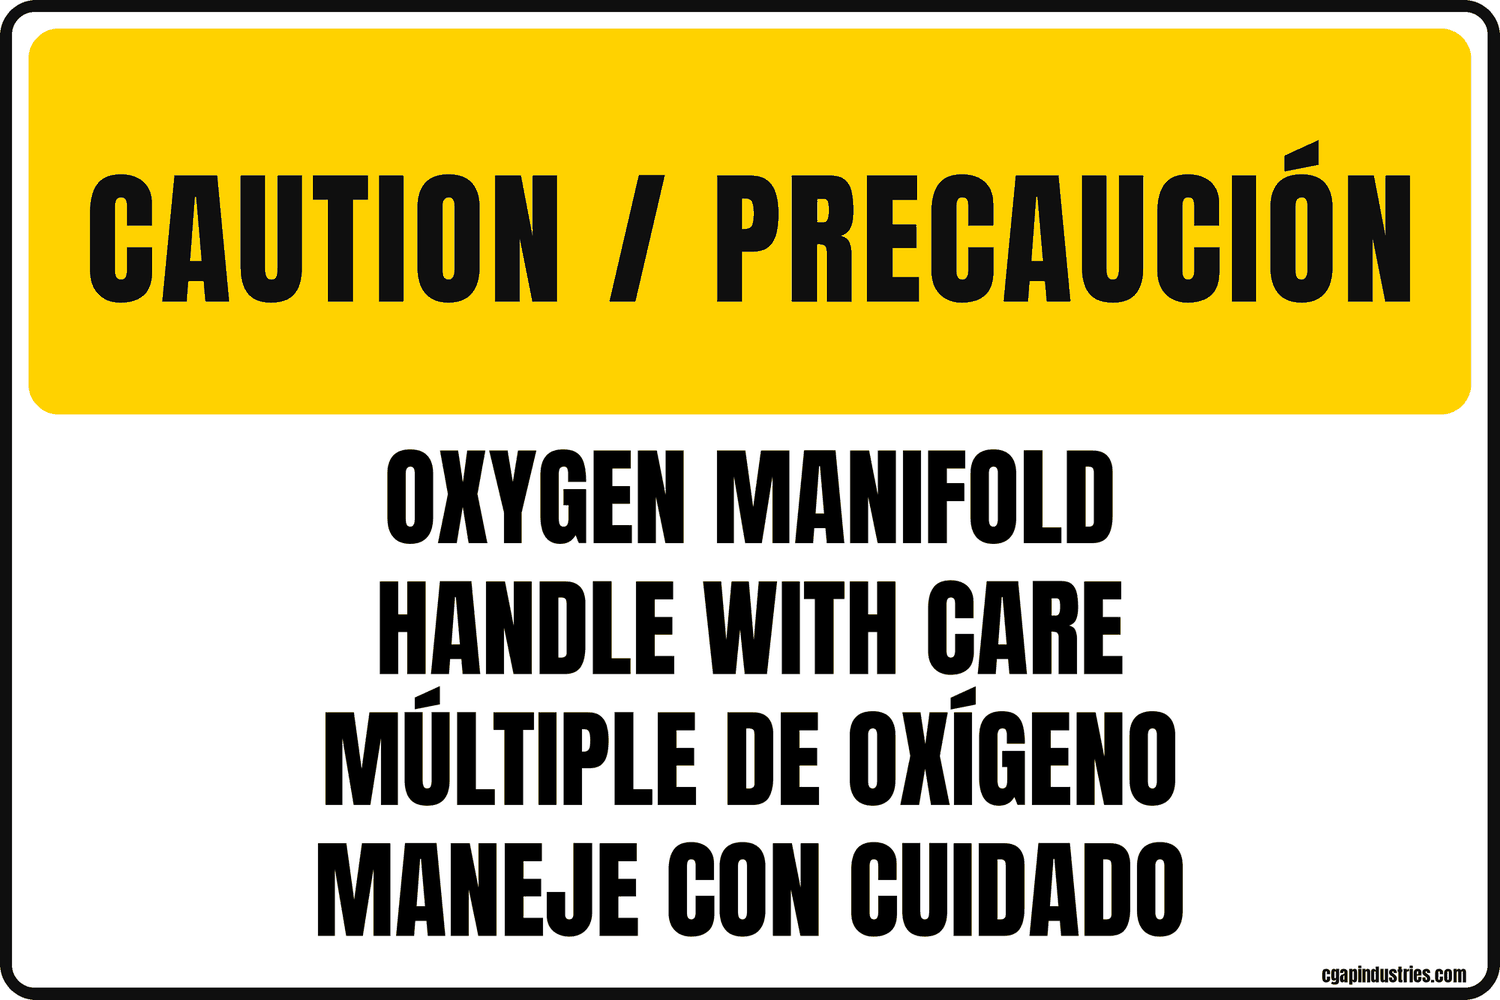 CAUTION / PRECAUCIÓN
OXYGEN MANIFOLD
HANDLE WITH CARE
MÚLTIPLE DE OXÍGENO
MANEJE CON CUIDADO
cgapindustries.com